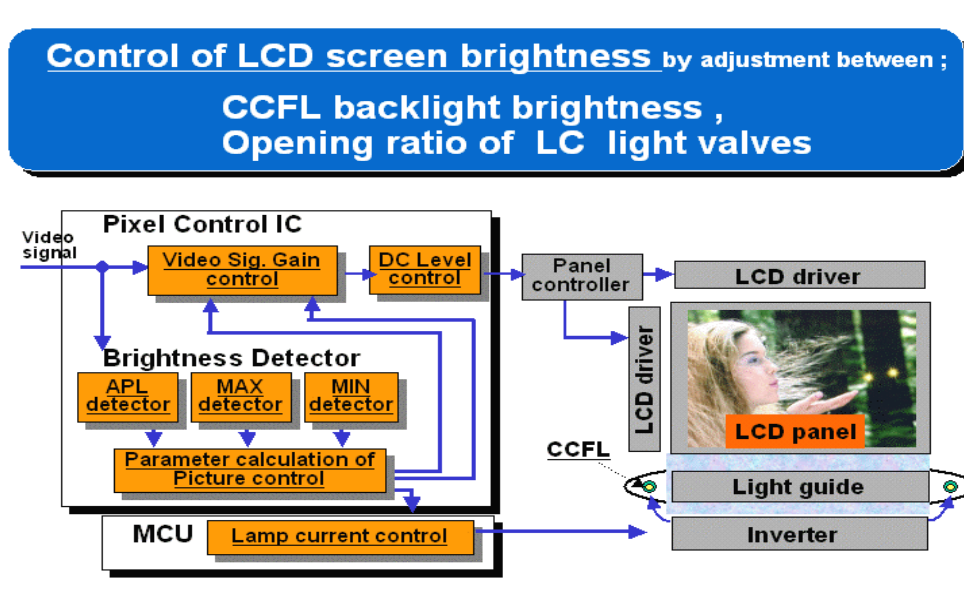 Control of LCD screen brightness by adjustment between ;
CCFL backlight brightness ,
Opening ratio of LC light valves
Pixel Control IC
Video
signal
Video Sig. Gain
control
DC Level
control
Panel
controller
LCD driver
LCD driver
Brightness Detector
APL
detector
MAX
detector
MIN
detector
LCD panel
Parameter calculation of
Picture control
CCFL
Light guide
MCU
Lamp current control
Inverter